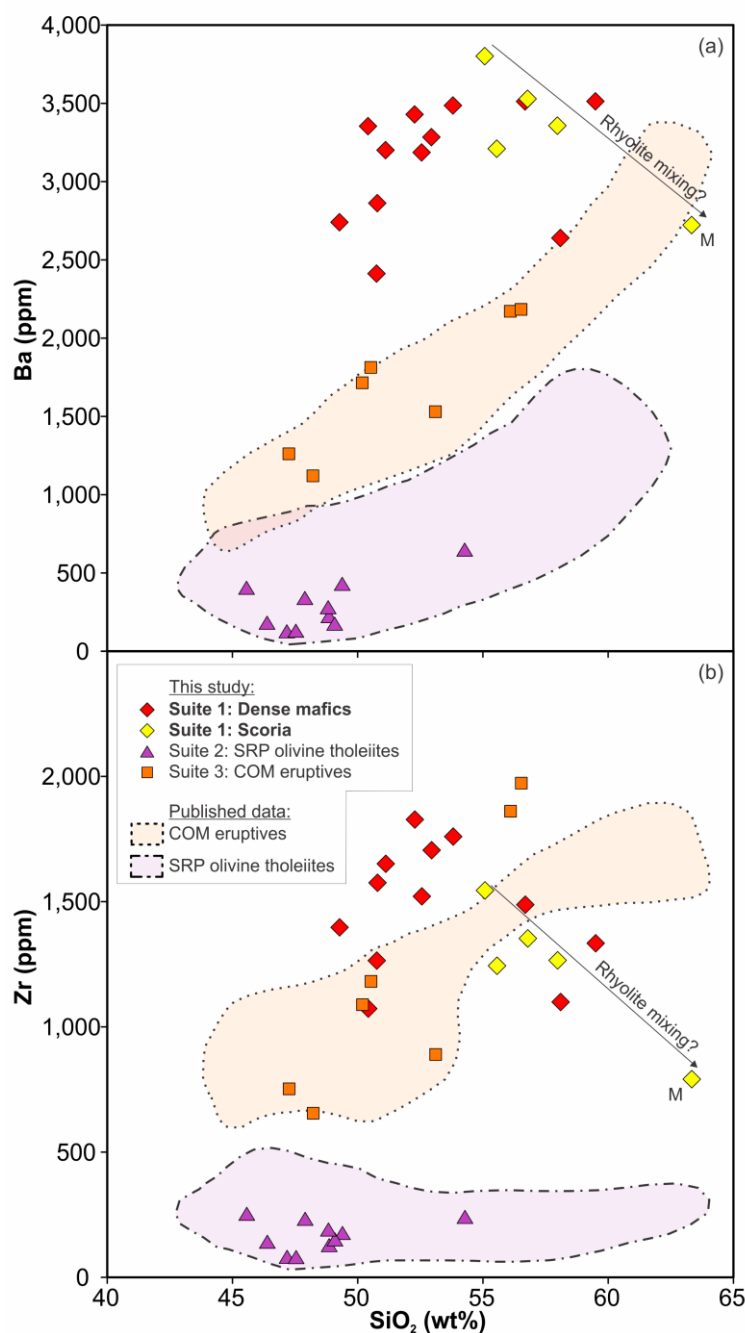 4,000
3,500
3,000
2,500
2,000
1,500
1,000
500
0
Ba (ppm)
(a)
Rhyolite mixing?
M
(b)
This study:
Suite 1: Dense mafics
Suite 1: Scoria
Suite 2: SRP olivine tholeiites
Suite 3: COM eruptives
Published data:
COM eruptives
SRP olivine tholeiites
2,000
1,500
1,000
500
0
Zr (ppm)
Rhyolite mixing?
M
40
45
50
55
60
65
SiO₂ (wt%)